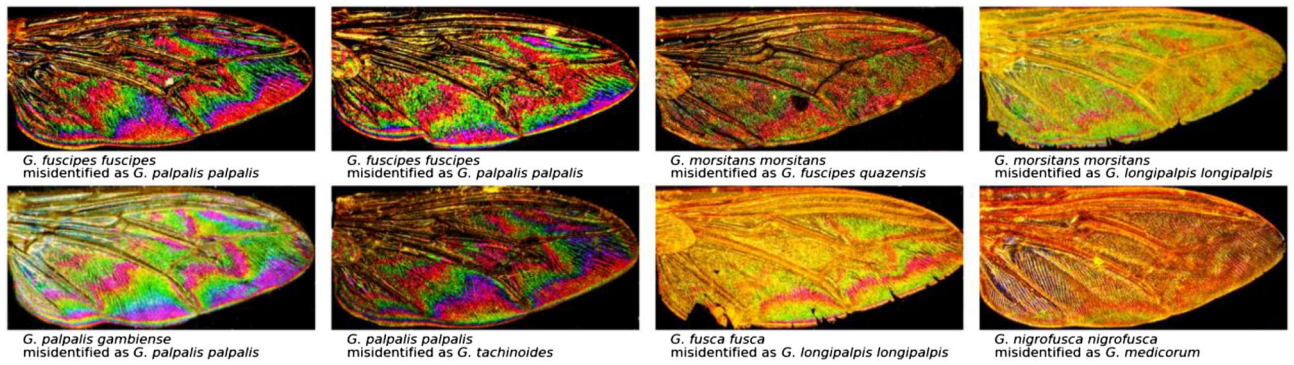 G. fuscipes fuscipes
misidentified as G. palpalis palpalis
G. fuscipes fuscipes
misidentified as G. palpalis palpalis
G. morsitans morsitans
misidentified as G. fuscipes quazensis
G. morsitans morsitans
misidentified as G. longipalpis longipalpis
G. palpalis gambiense
misidentified as G. palpalis palpalis
G. palpalis palpalis
misidentified as G. tachinoides
G. fusca fusca
misidentified as G. longipalpis longipalpis
G. nigrofusca nigrofusca
misidentified as G. medicorum